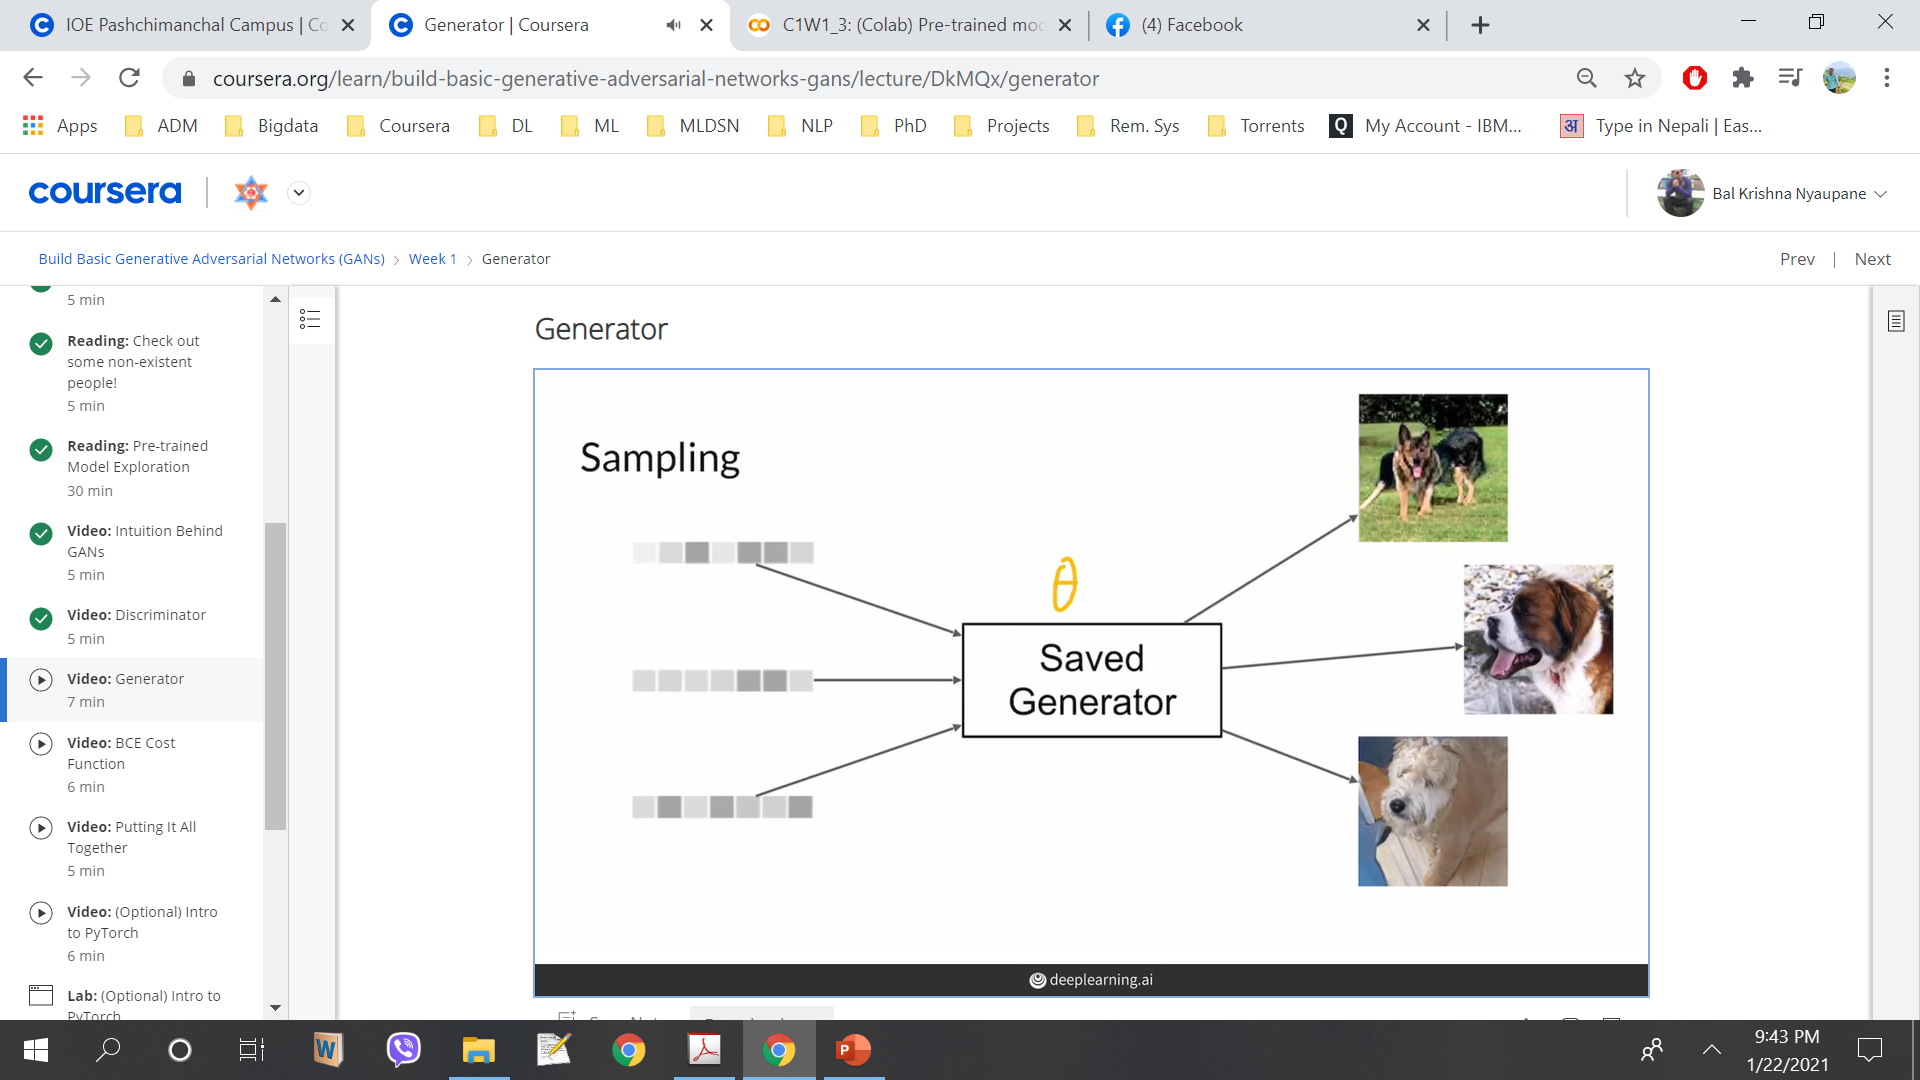 IOE Pashchimanchal Campus | Co
Generator | Coursera
C1W1_3: (Colab) Pre-trained mod
(4) Facebook
coursera.org/learn/build-basic-generative-adversarial-networks-gans/lecture/DkMQx/generator
Apps ADM Bigdata Coursera DL ML MLDSN NLP PhD Projects Rem. Sys Torrents Q My Account - IBM... अ Type in Nepali | Eas...
coursera
Bal Krishna Nyaupane
Build Basic Generative Adversarial Networks (GANs) > Week 1 > Generator
Prev | Next
5 min
Reading: Check out
some non-existent
people!
5 min
Reading: Pre-trained
Model Exploration
30 min
Video: Intuition Behind
GANs
5 min
Video: Discriminator
5 min
Video: Generator
7 min
Video: BCE Cost
Function
6 min
Video: Putting It All
Together
5 min
Video: (Optional) Intro
to PyTorch
6 min
Lab: (Optional) Intro to
PyTorch
Generator
Sampling
θ
Saved
Generator
deeplearning.ai
9:43 PM
1/22/2021